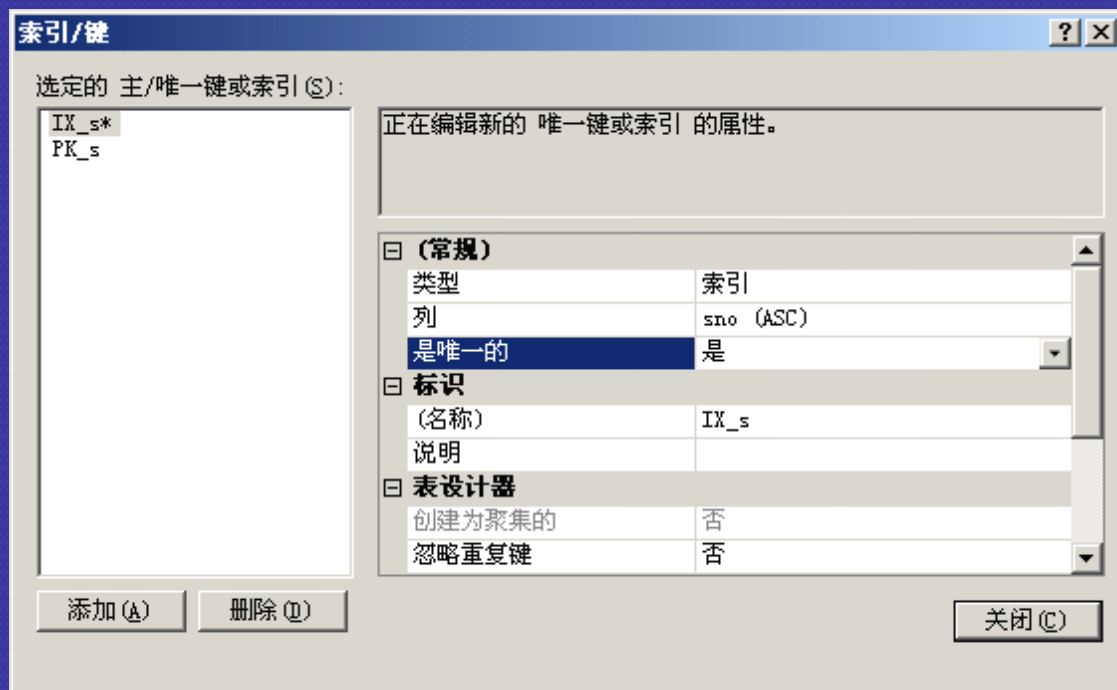 索引/键
选定的 主/唯一键或索引(S):
IX_s*
PK_s
正在编辑新的 唯一键或索引 的属性。
(常规)
类型 索引
列 sno (ASC)
是唯一的 是
标识
(名称) IX_s
说明
表设计器
创建为聚集的 否
忽略重复键 否
添加(A) 删除(D)
关闭(C)